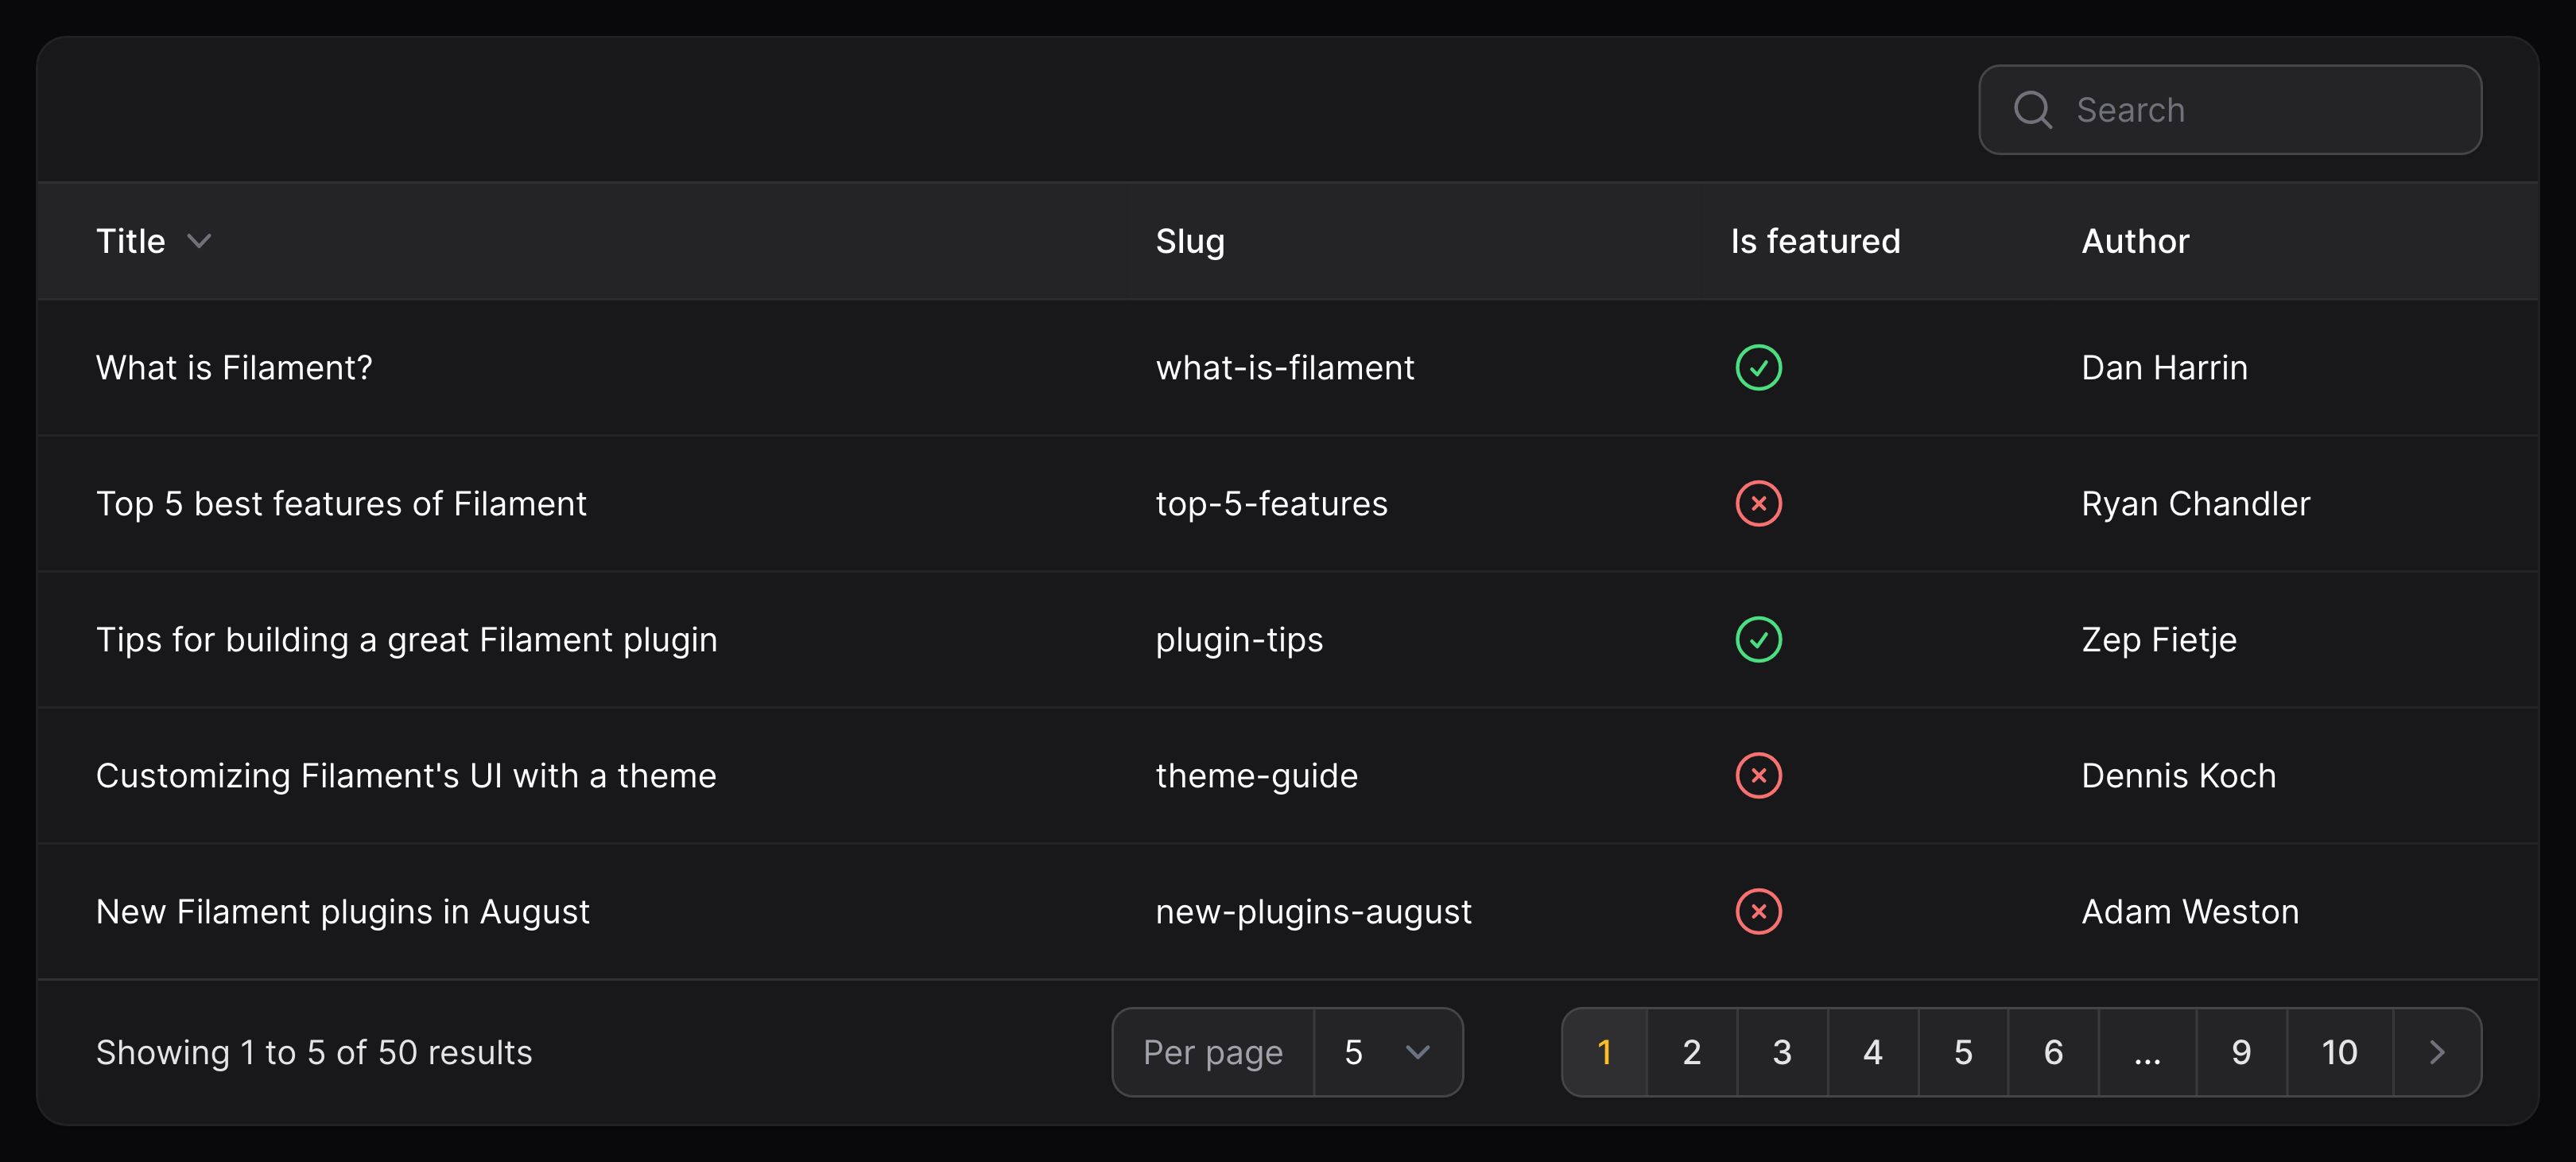 Search
Title Slug Is featured Author
What is Filament? what-is-filament Dan Harrin
Top 5 best features of Filament top-5-features Ryan Chandler
Tips for building a great Filament plugin plugin-tips Zep Fietje
Customizing Filament's UI with a theme theme-guide Dennis Koch
New Filament plugins in August new-plugins-august Adam Weston
Showing 1 to 5 of 50 results Per page 5 1 2 3 4 5 6 ... 9 10